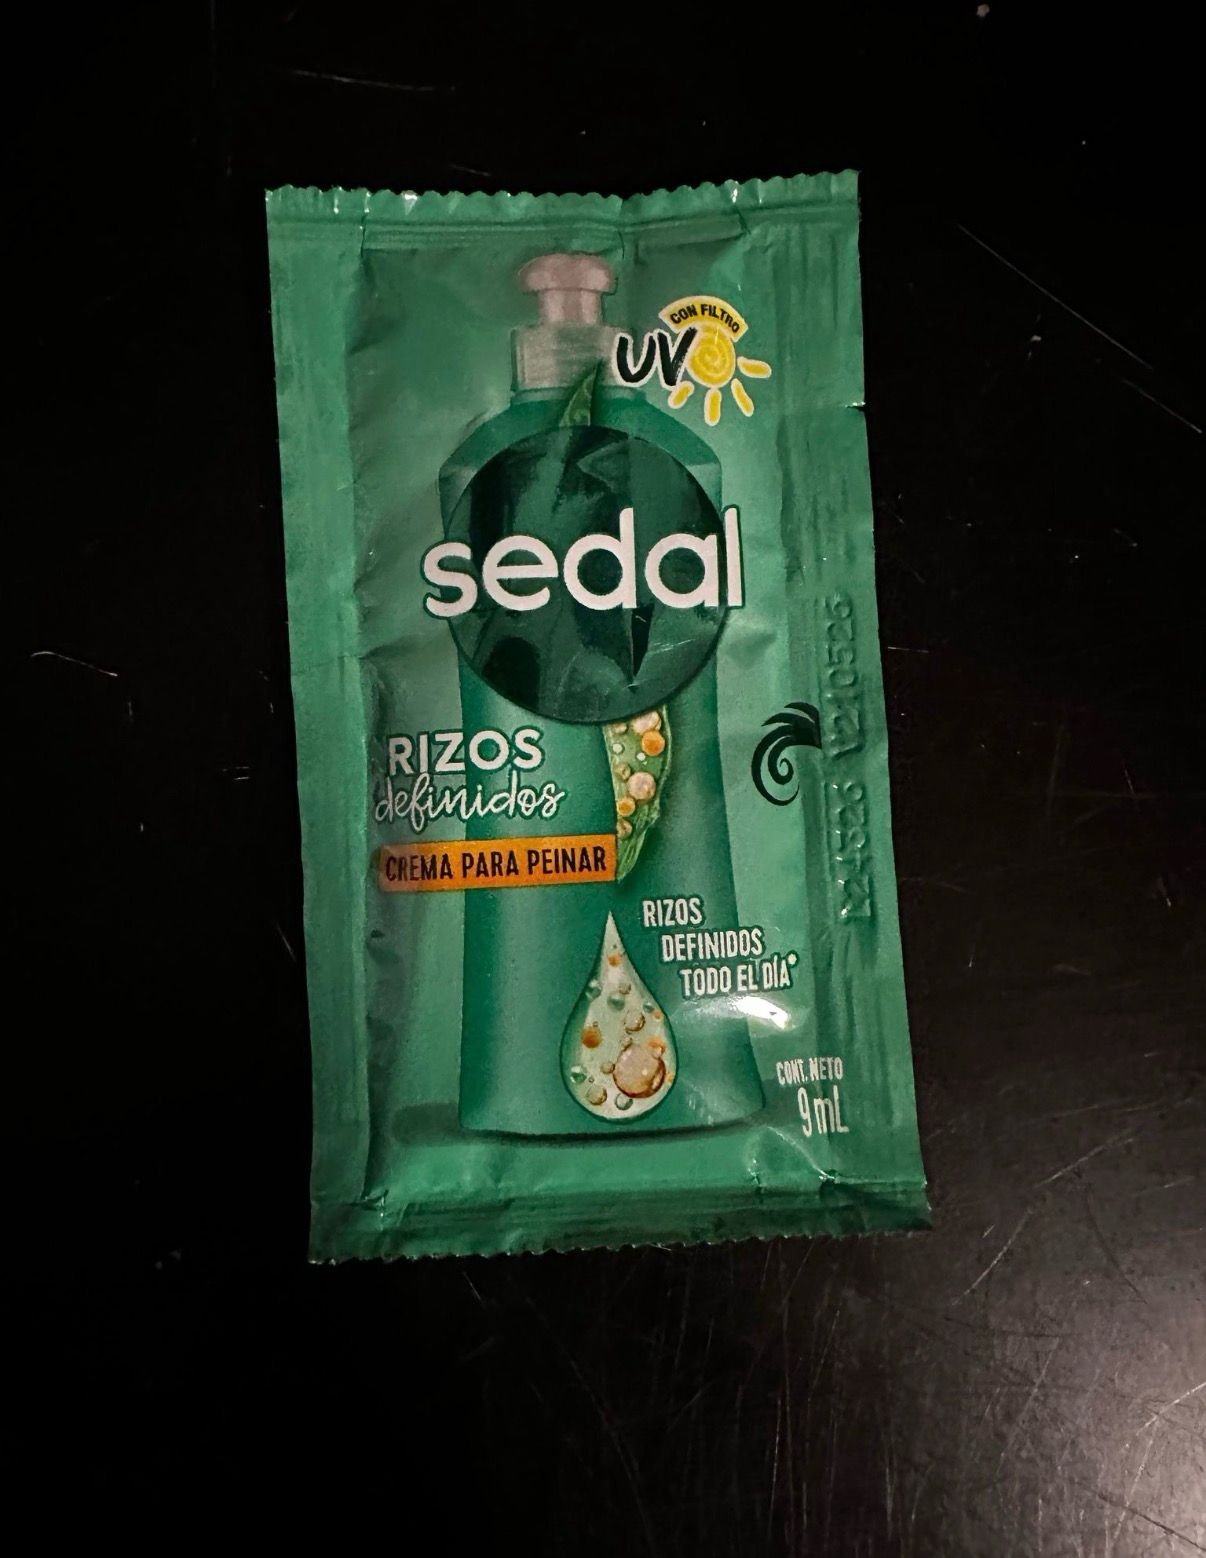 CON FILTRO
UV
sedal
RIZOS
definidos
CREMA PARA PEINAR
RIZOS
DEFINIDOS
TODO EL DÍA*
CONT. NETO
9 mL